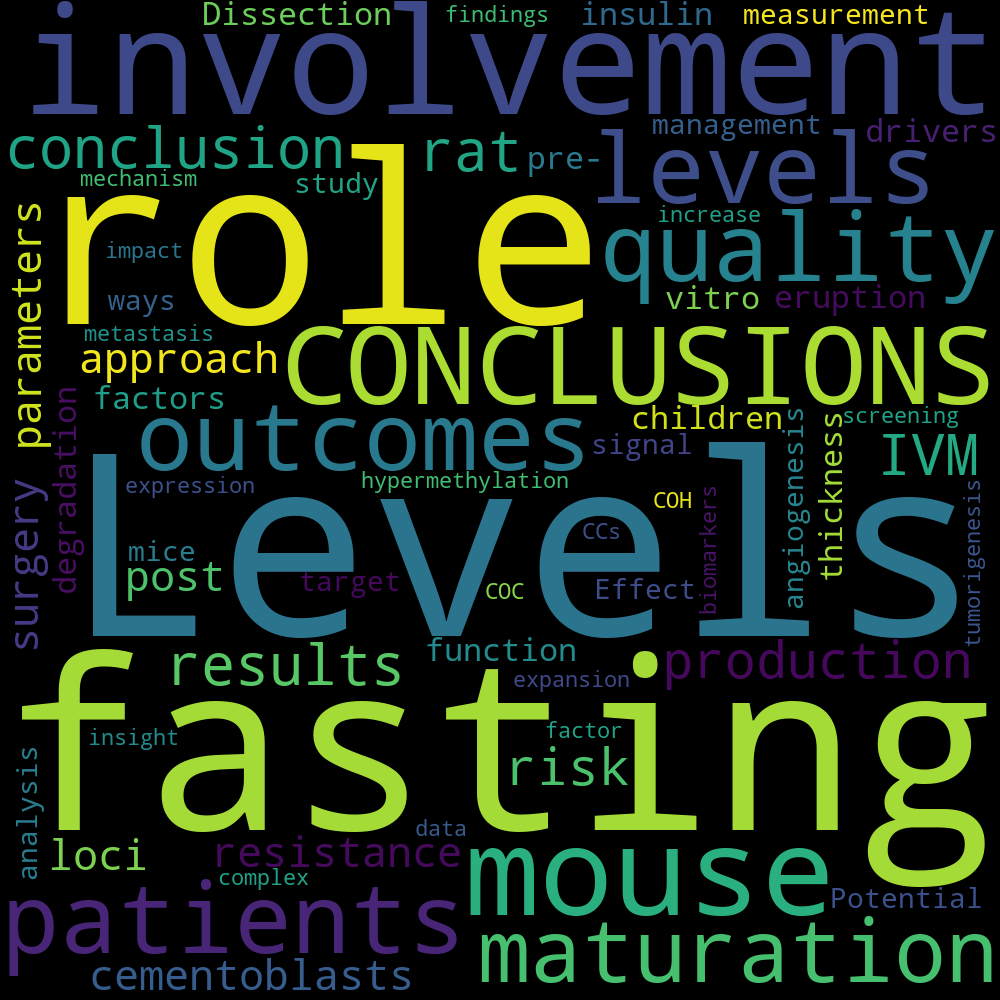 Dissection findings insulin measurement
involvement
management drivers
conclusion rat pre- levels
mechanism study
role
parameters
increase
quality
impact
ways
vitro eruption
metastasis
approach CONCLUSIONS
factors
degradation
outcomes
children screening
signal
angiogenesis
thickness
IVM
surgery
expression hypermethylation COH
Levels
CCs
biomarkers
tumorigenesis
mice
post target COC Effect
results function production
expansion
fasting
insight factor
risk
analysis
data
loci resistance mouse
complex
patients Potential
maturation
cementoblasts